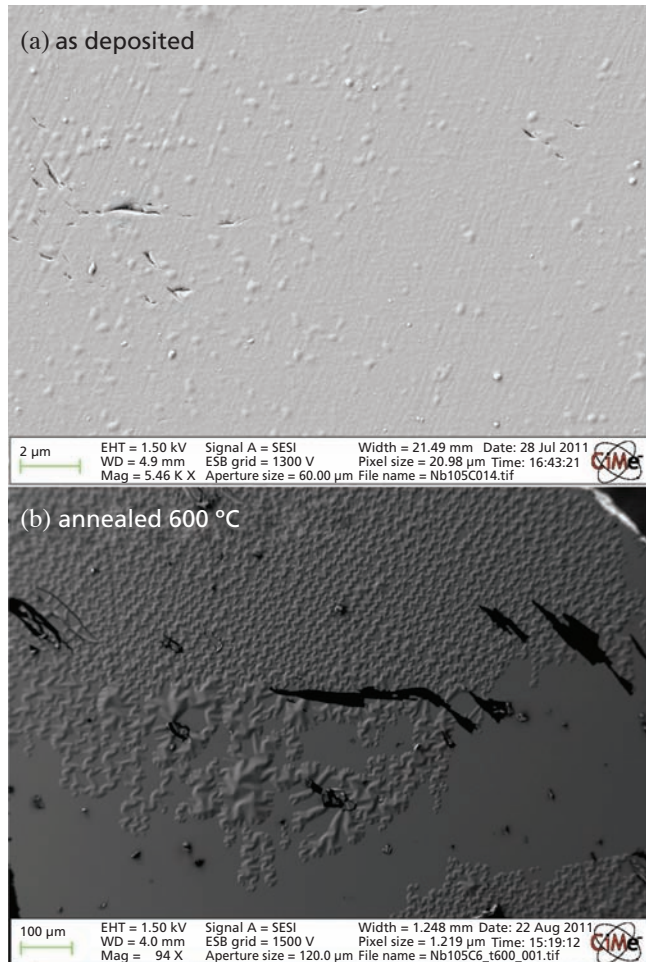 (a) as deposited
2 μm
EHT = 1.50 kV Signal A = SESI Width = 21.49 mm Date: 28 Jul 2011
WD = 4.9 mm ESB grid = 1300 V Pixel size = 20.98 μm Time: 16:43:21
Mag = 5.46 K X Aperture size = 60.00 μm File name = Nb105C014.tif
CiMe
(b) annealed 600 °C
100 μm
EHT = 1.50 kV Signal A = SESI Width = 1.248 mm Date: 22 Aug 2011
WD = 4.0 mm ESB grid = 1500 V Pixel size = 1.219 μm Time: 15:19:12
Mag = 94 X Aperture size = 120.0 μm File name = Nb105C6_t600_001.tif
CiMe